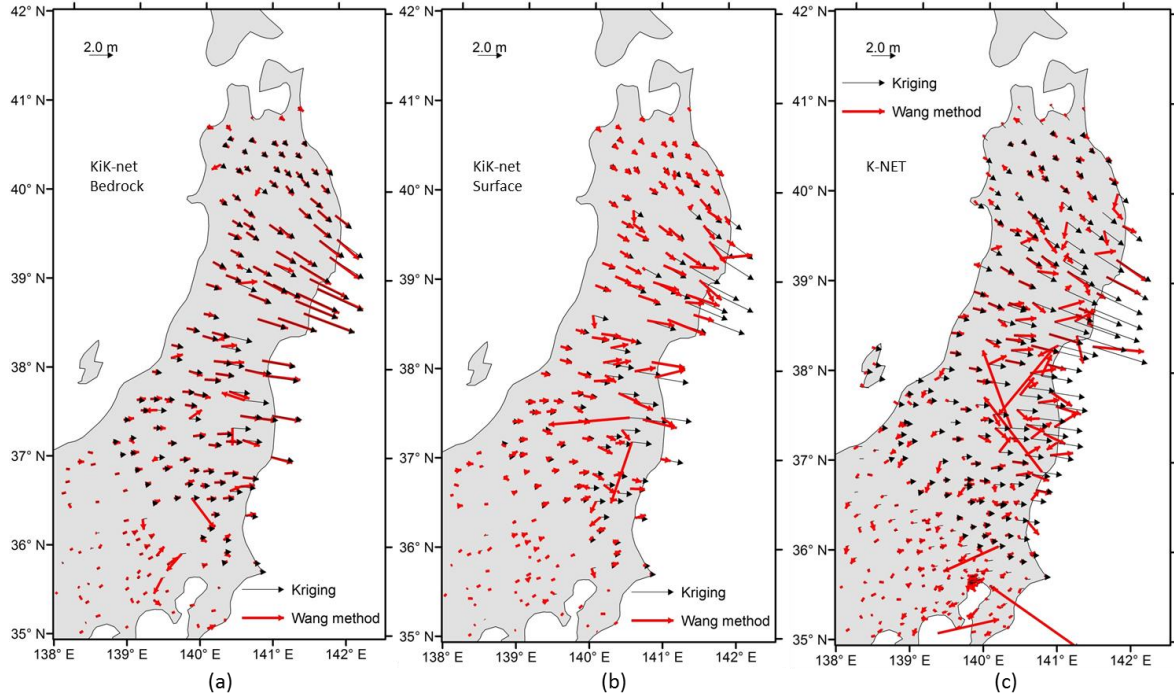 42° N
2.0 m
41° N
KiK-net
Bedrock
40° N
39° N
38° N
37° N
36° N
Kriging
Wang method
35° N
138° E 139° E 140° E 141° E 142° E
(a)
42° N
2.0 m
41° N
KiK-net
Surface
40° N
39° N
38° N
37° N
36° N
Kriging
Wang method
35° N
138° E 139° E 140° E 141° E 142° E
(b)
42° N
2.0 m
41° N
Kriging
Wang method
K-NET
40° N
39° N
38° N
37° N
36° N
35° N
138° E 139° E 140° E 141° E 142° E
(c)